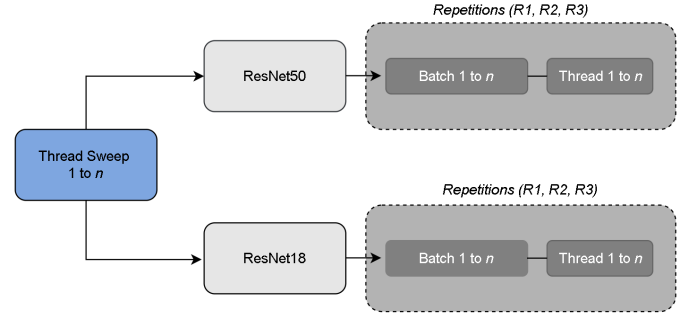 Repetitions (R1, R2, R3)
ResNet50
Batch 1 to n
Thread 1 to n
Thread Sweep
1 to n
Repetitions (R1, R2, R3)
ResNet18
Batch 1 to n
Thread 1 to n